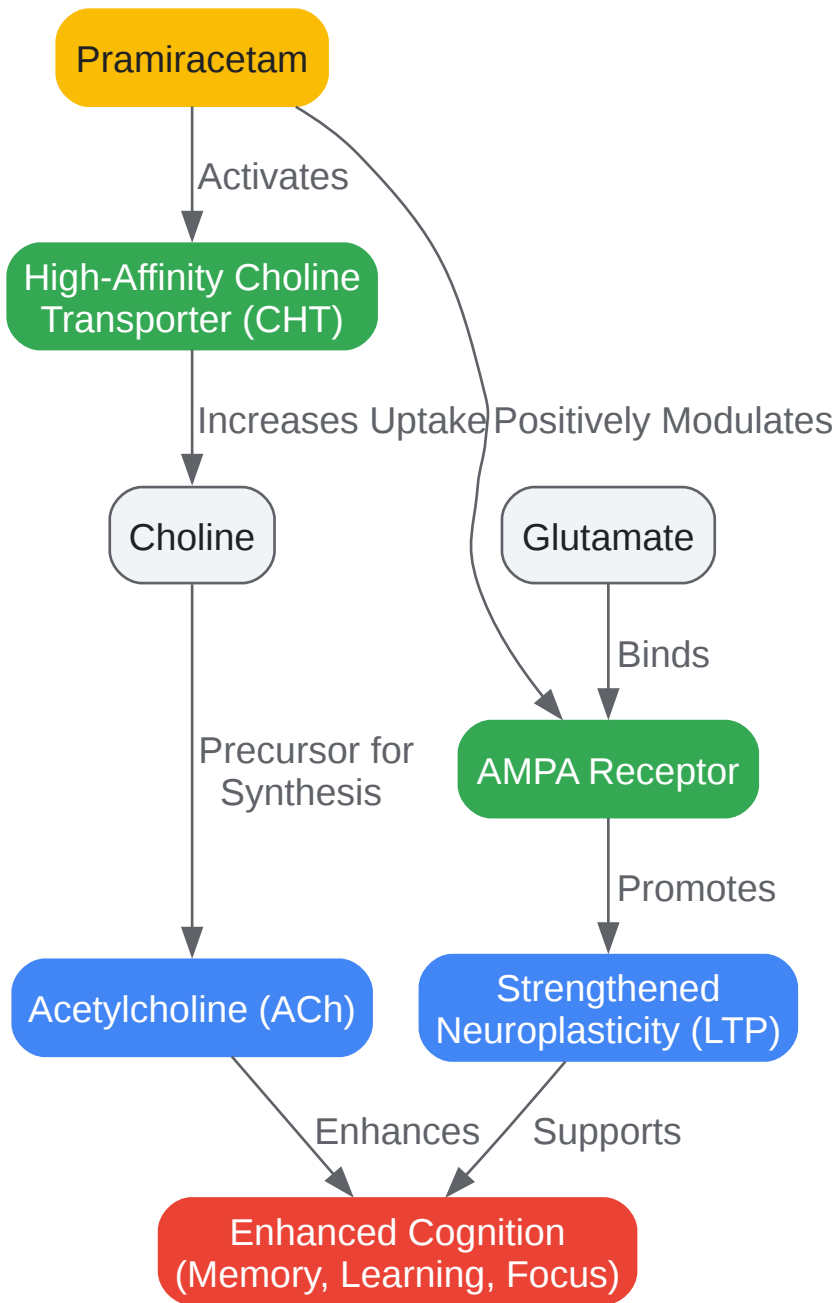 Pramiracetam
Activates
High-Affinity Choline
Transporter (CHT)
Increases Uptake
Positively Modulates
Choline
Glutamate
Binds
Precursor for
Synthesis
AMPA Receptor
Promotes
Acetylcholine (ACh)
Strengthened
Neuroplasticity (LTP)
Enhances
Supports
Enhanced Cognition
(Memory, Learning, Focus)